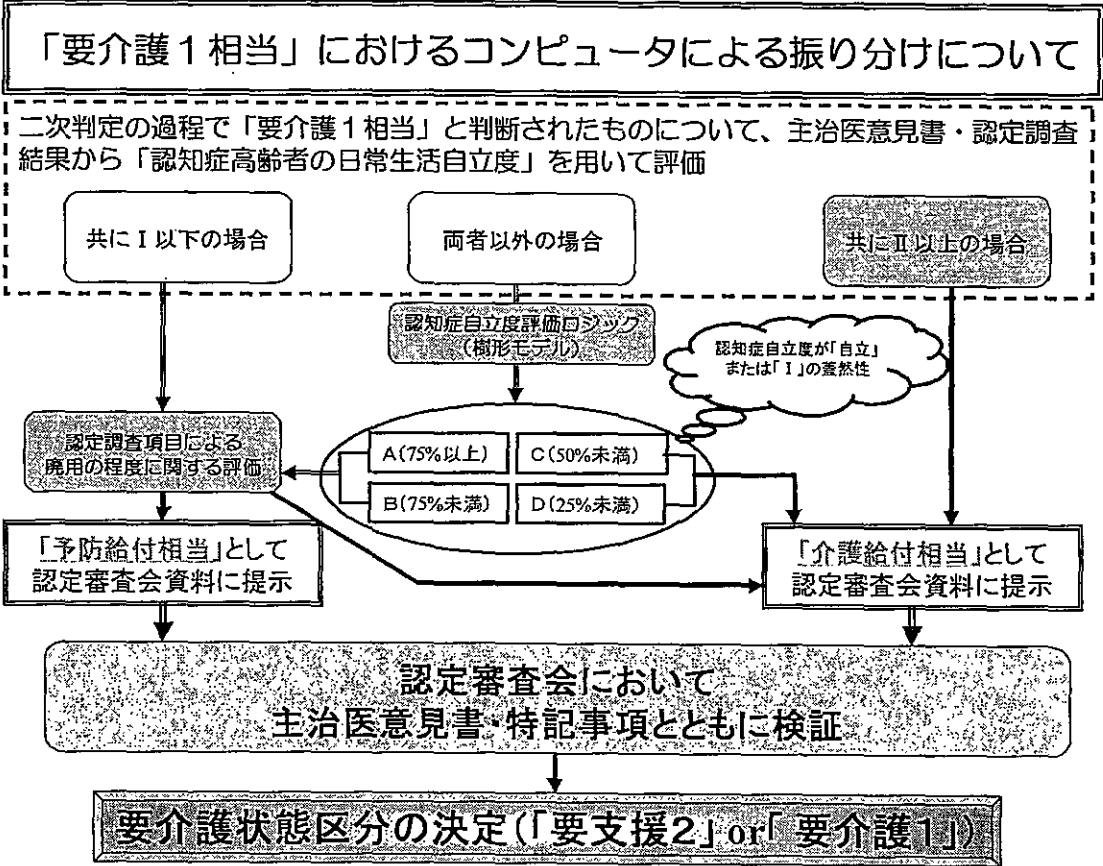 「要介護1相当」におけるコンピュータによる振り分けについて
二次判定の過程で「要介護1相当」と判断されたものについて、主治医意見書・認定調査
結果から「認知症高齢者の日常生活自立度」を用いて評価
共にⅠ以下の場合
両者以外の場合
共にⅡ以上の場合
認知症自立度評価ロジック
(樹形モデル)
認知症自立度が「自立」
または「Ⅰ」の蓋然性
認定調査項目による
廃用の程度に関する評価
A(75%以上)
C(50%未満)
B(75%未満)
D(25%未満)
「予防給付相当」として
認定審査会資料に提示
「介護給付相当」として
認定審査会資料に提示
認定審査会において
主治医意見書・特記事項とともに検証
要介護状態区分の決定(「要支援2」or「要介護1」)